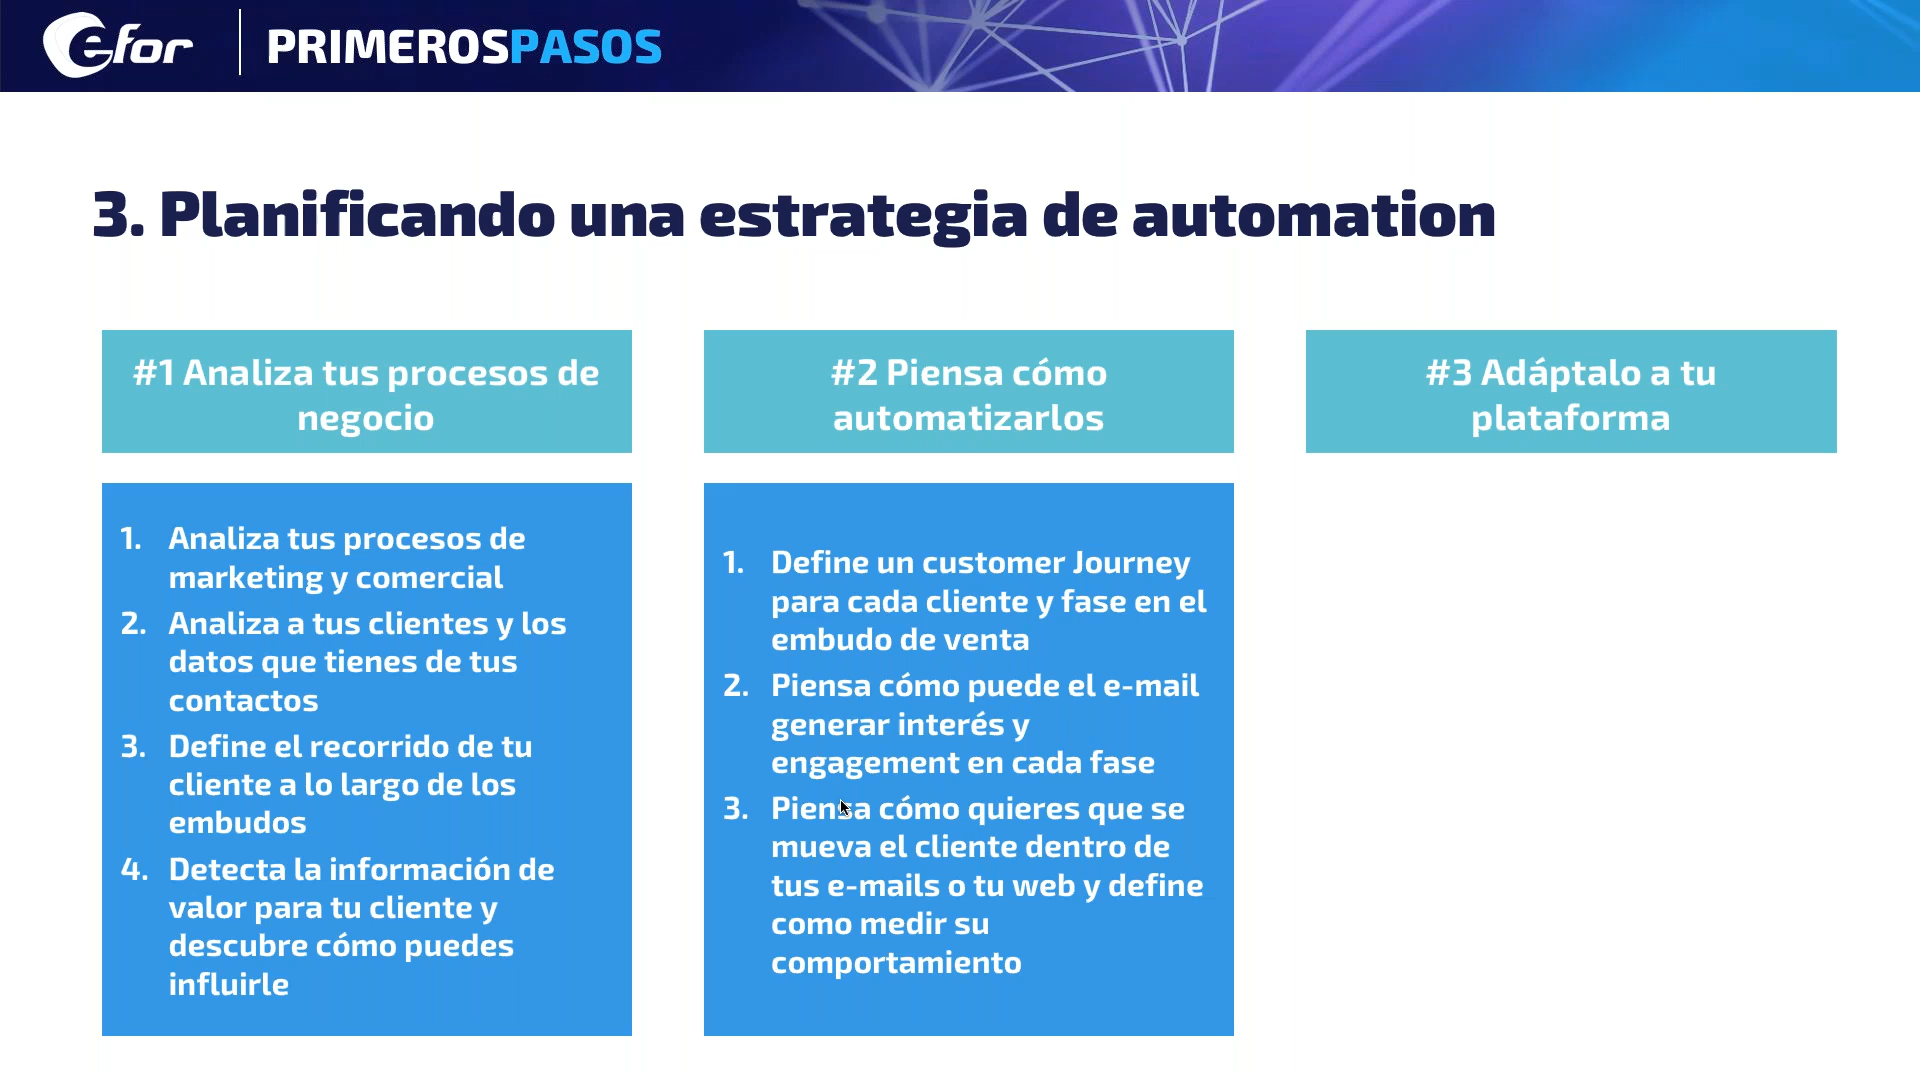 efor
PRIMEROSPASOS
3. Planificando una estrategia de automation
#1 Analiza tus procesos de
negocio
1. Analiza tus procesos de
marketing y comercial
2. Analiza a tus clientes y los
datos que tienes de tus
contactos
3. Define el recorrido de tu
cliente a lo largo de los
embudos
4. Detecta la información de
valor para tu cliente y
descubre cómo puedes
influirle
#2 Piensa cómo
automatizarlos
1. Define un customer Journey
para cada cliente y fase en el
embudo de venta
2. Piensa cómo puede el e-mail
generar interés y
engagement en cada fase
3. Piensa cómo quieres que se
mueva el cliente dentro de
tus e-mails o tu web y define
como medir su
comportamiento
#3 Adáptalo a tu
plataforma